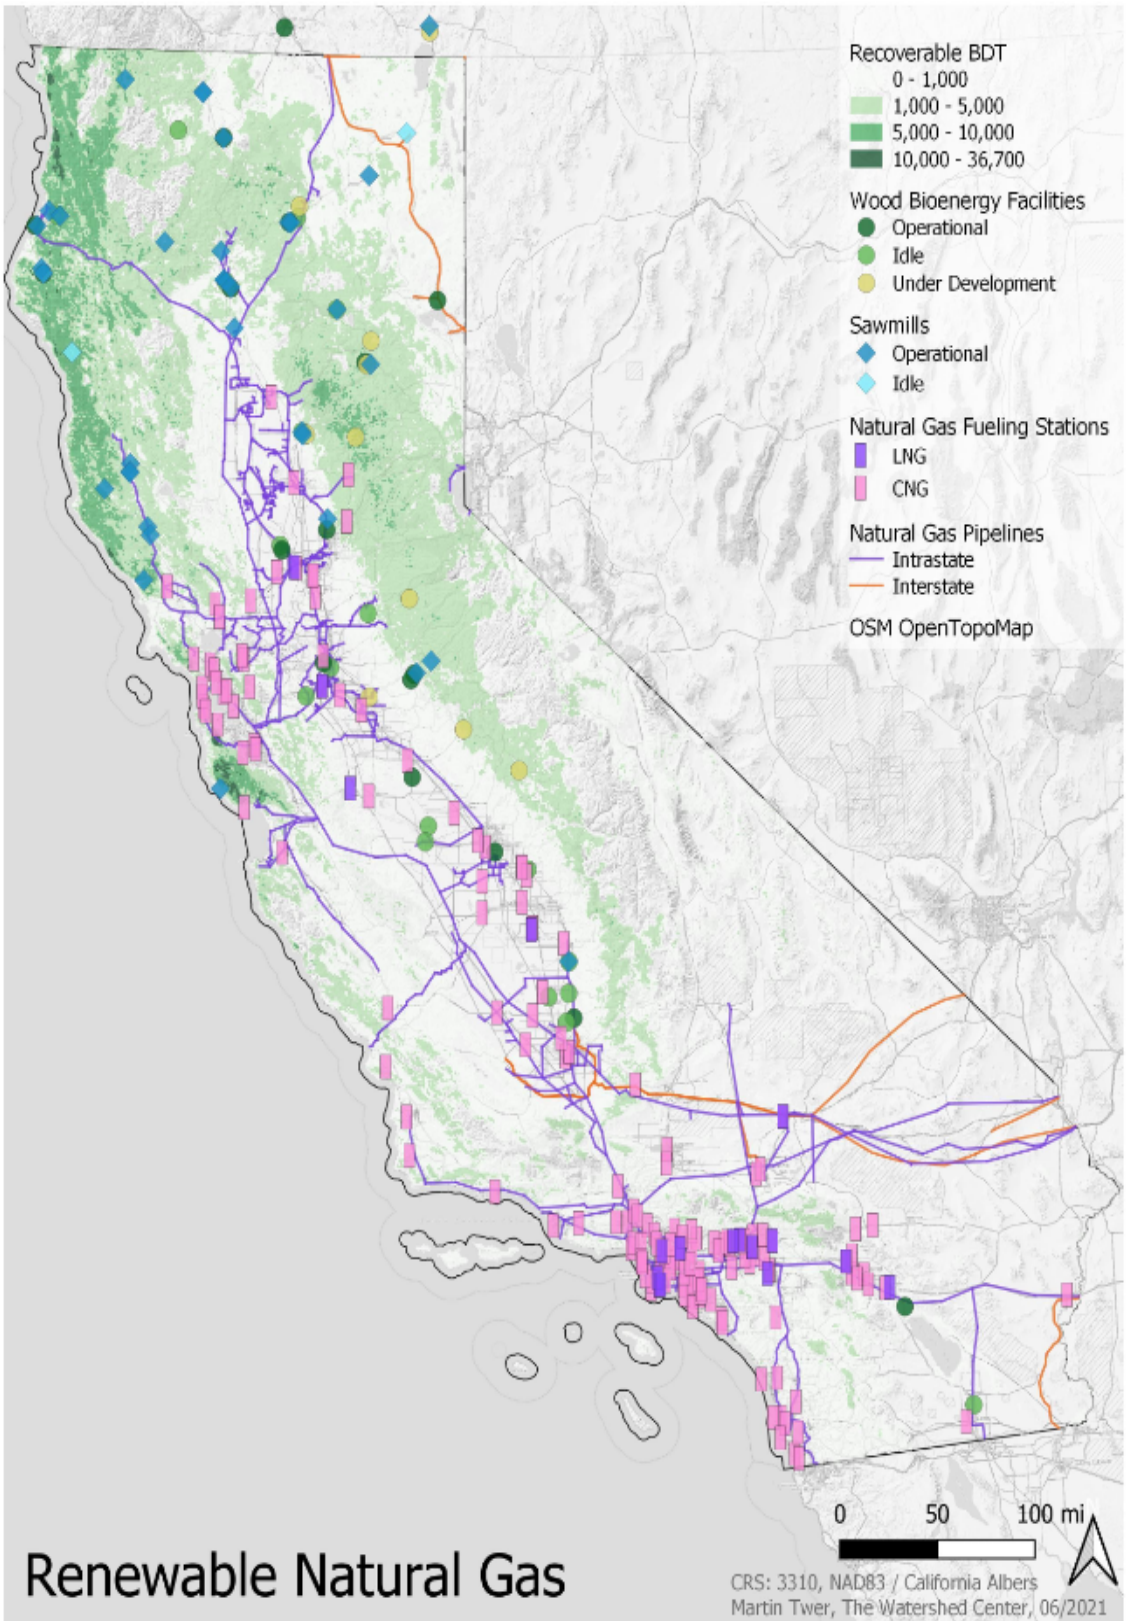 Recoverable BDT
0 - 1,000
1,000 - 5,000
5,000 - 10,000
10,000 - 36,700
Wood Bioenergy Facilities
Operational
Idle
Under Development
Sawmills
Operational
Idle
Natural Gas Fueling Stations
LNG
CNG
Natural Gas Pipelines
Intrastate
Interstate
OSM OpenTopoMap
0 50 100 mi
Renewable Natural Gas
CRS: 3310, NAD83 / California Albers
Martin Twer, The Watershed Center, 06/2021